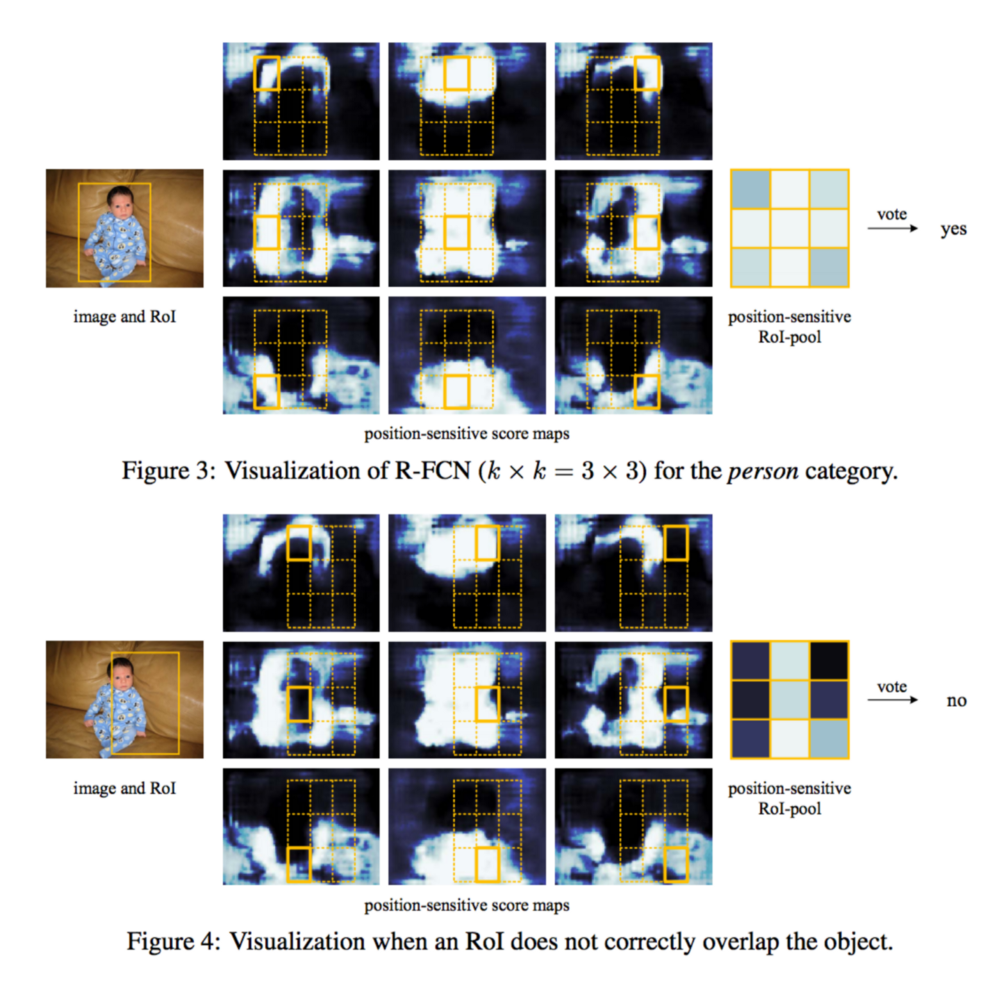 image and RoI
position-sensitive score maps
position-sensitive
RoI-pool
vote
yes
Figure 3: Visualization of R-FCN (k × k = 3 × 3) for the person category.
image and RoI
position-sensitive score maps
position-sensitive
RoI-pool
vote
no
Figure 4: Visualization when an RoI does not correctly overlap the object.